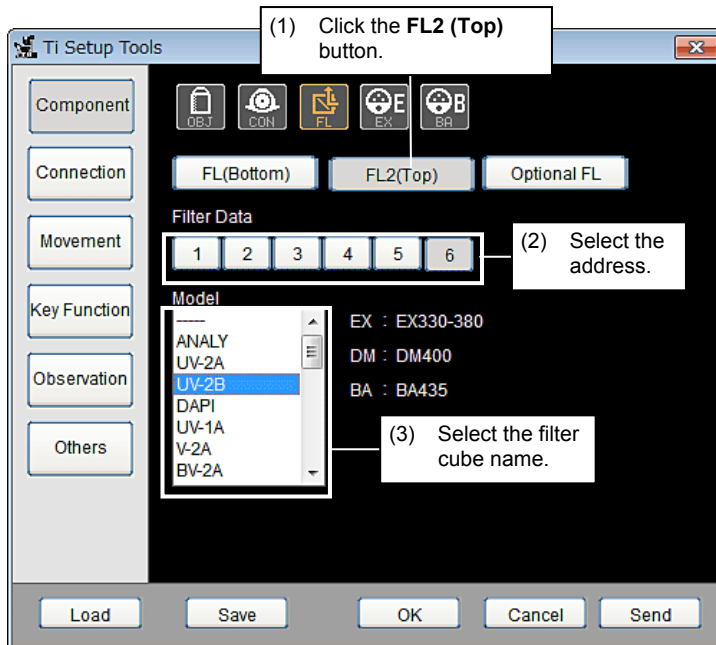 (1) Click the FL2 (Top)
button.
Ti Setup Tools
Component
OBJ
CON
FL
E
EX
B
BA
Connection
FL(Bottom)
FL2(Top)
Optional FL
Filter Data
Movement
1 2 3 4 5 6
(2) Select the
address.
Key Function
Model
-----
ANALY
UV-2A
UV-2B
DAPI
UV-1A
V-2A
BV-2A
EX : EX330-380
DM : DM400
BA : BA435
Observation
(3) Select the filter
cube name.
Others
Load
Save
OK
Cancel
Send